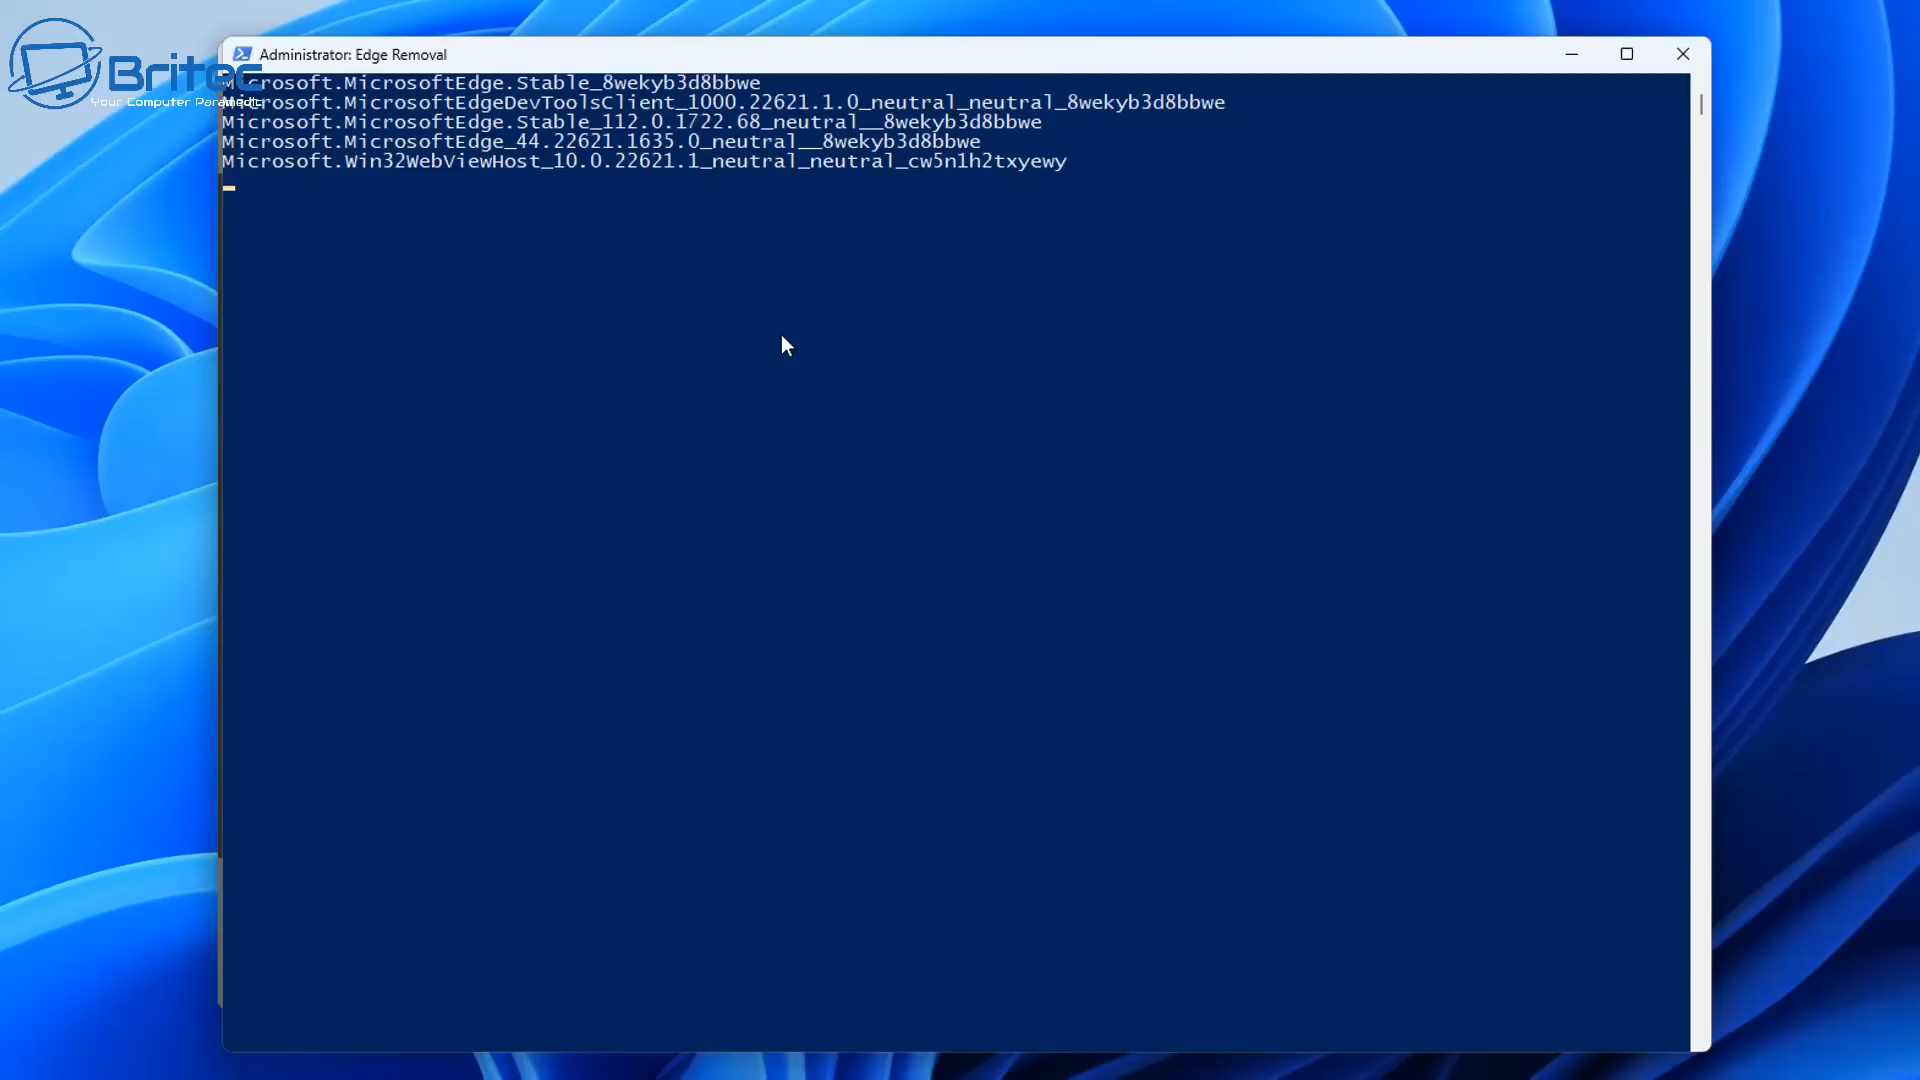 Britec
Your Computer Paramedic
Administrator: Edge Removal
Microsoft.MicrosoftEdge.Stable_8wekyb3d8bbwe
Microsoft.MicrosoftEdgeDevToolsClient_1000.22621.1.0_neutral_neutral_8wekyb3d8bbwe
Microsoft.MicrosoftEdge.Stable_112.0.1722.68_neutral__8wekyb3d8bbwe
Microsoft.MicrosoftEdge_44.22621.1635.0_neutral__8wekyb3d8bbwe
Microsoft.Win32WebViewHost_10.0.22621.1_neutral_neutral_cw5n1h2txyewy